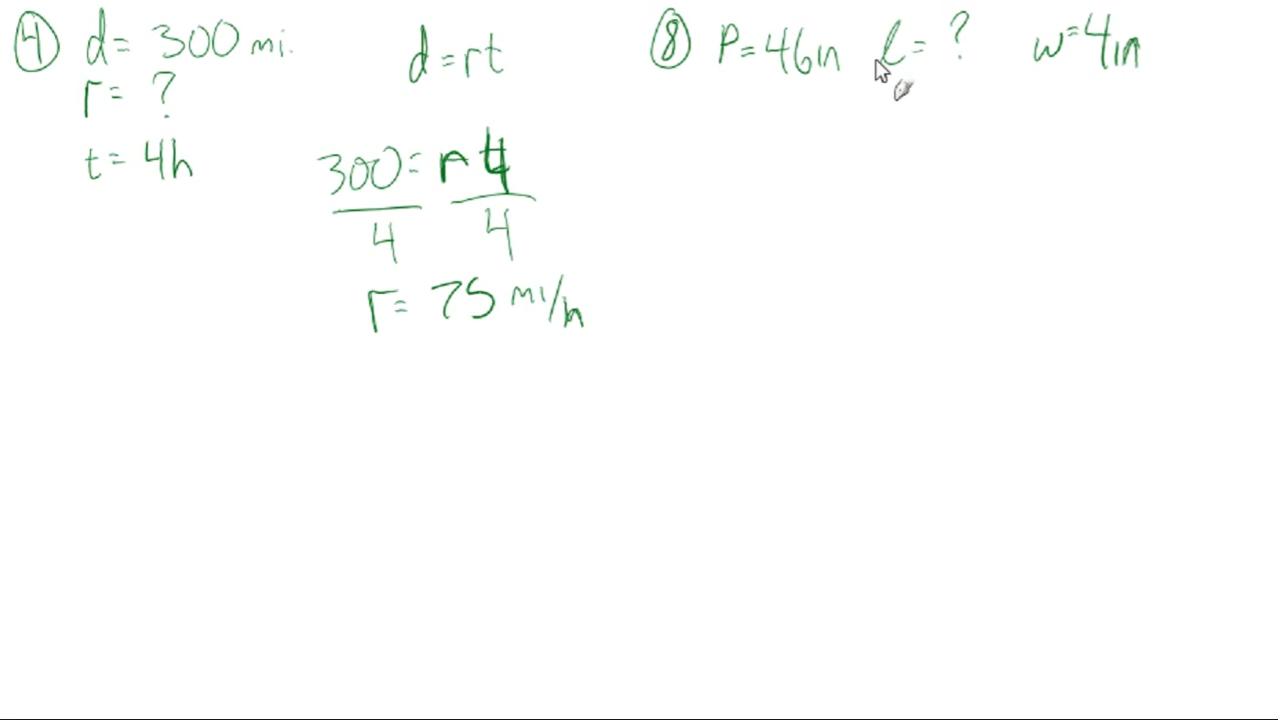 ④ d= 300 mi.
r= ?
t= 4h
d=rt
300= r4
4 4
r= 75 mi/h
⑧ P=46in l= ? w=4in